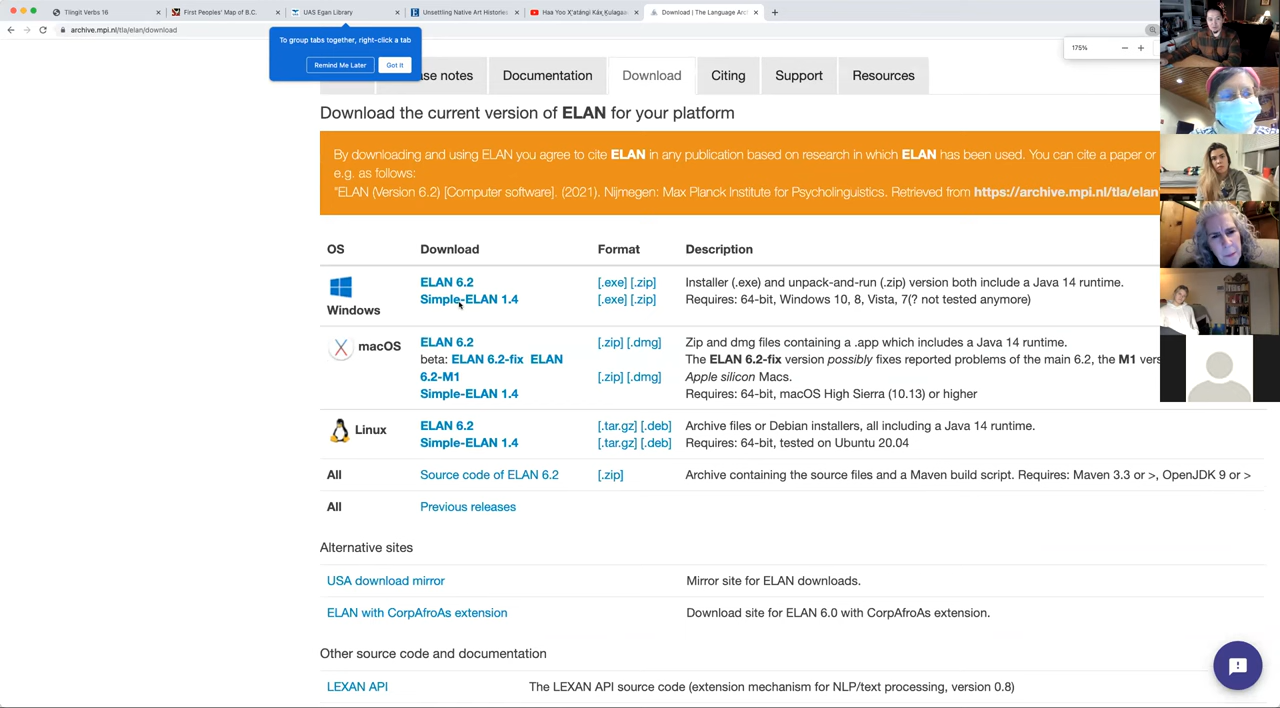 Tlingit Verbs 16
First Peoples' Map of B.C.
UAS Egan Library
Unsettling Native Art Histories
Haa Yoo X̱ʼatángi Káx̱ Ḵulagaaw
Download | The Language Arc
archive.mpi.nl/tla/elan/download
To group tabs together, right-click a tab
Remind Me Later
Got it
175%
se notes
Documentation
Download
Citing
Support
Resources
Download the current version of ELAN for your platform
By downloading and using ELAN you agree to cite ELAN in any publication based on research in which ELAN has been used. You can cite a paper or
e.g. as follows:
"ELAN (Version 6.2) [Computer software]. (2021). Nijmegen: Max Planck Institute for Psycholinguistics. Retrieved from https://archive.mpi.nl/tla/elan
OS Download Format Description
Windows
ELAN 6.2 [.exe] [.zip] Installer (.exe) and unpack-and-run (.zip) version both include a Java 14 runtime.
Simple-ELAN 1.4 [.exe] [.zip] Requires: 64-bit, Windows 10, 8, Vista, 7(? not tested anymore)
macOS
ELAN 6.2 [.zip] [.dmg] Zip and dmg files containing a .app which includes a Java 14 runtime.
beta: ELAN 6.2-fix ELAN The ELAN 6.2-fix version possibly fixes reported problems of the main 6.2, the M1 vers
6.2-M1 [.zip] [.dmg] Apple silicon Macs.
Simple-ELAN 1.4 Requires: 64-bit, macOS High Sierra (10.13) or higher
Linux
ELAN 6.2 [.tar.gz] [.deb] Archive files or Debian installers, all including a Java 14 runtime.
Simple-ELAN 1.4 [.tar.gz] [.deb] Requires: 64-bit, tested on Ubuntu 20.04
All Source code of ELAN 6.2 [.zip] Archive containing the source files and a Maven build script. Requires: Maven 3.3 or >, OpenJDK 9 or >
All Previous releases
Alternative sites
USA download mirror Mirror site for ELAN downloads.
ELAN with CorpAfroAs extension Download site for ELAN 6.0 with CorpAfroAs extension.
Other source code and documentation
LEXAN API The LEXAN API source code (extension mechanism for NLP/text processing, version 0.8)